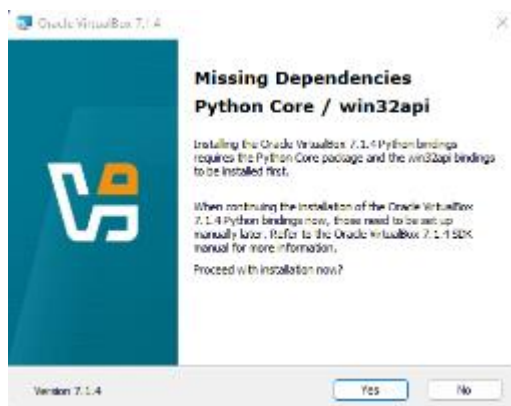 Oracle VirtualBox 7.1.4
Missing Dependencies
Python Core / win32api
Installing the Oracle VirtualBox 7.1.4 Python bindings
requires the Python Core package and the win32api bindings
to be installed first.
When continuing the installation of the Oracle VirtualBox
7.1.4 Python bindings now, those need to be set up
manually later. Refer to the Oracle VirtualBox 7.1.4 SDK
manual for more information.
Proceed with installation now?
Version 7.1.4
Yes
No